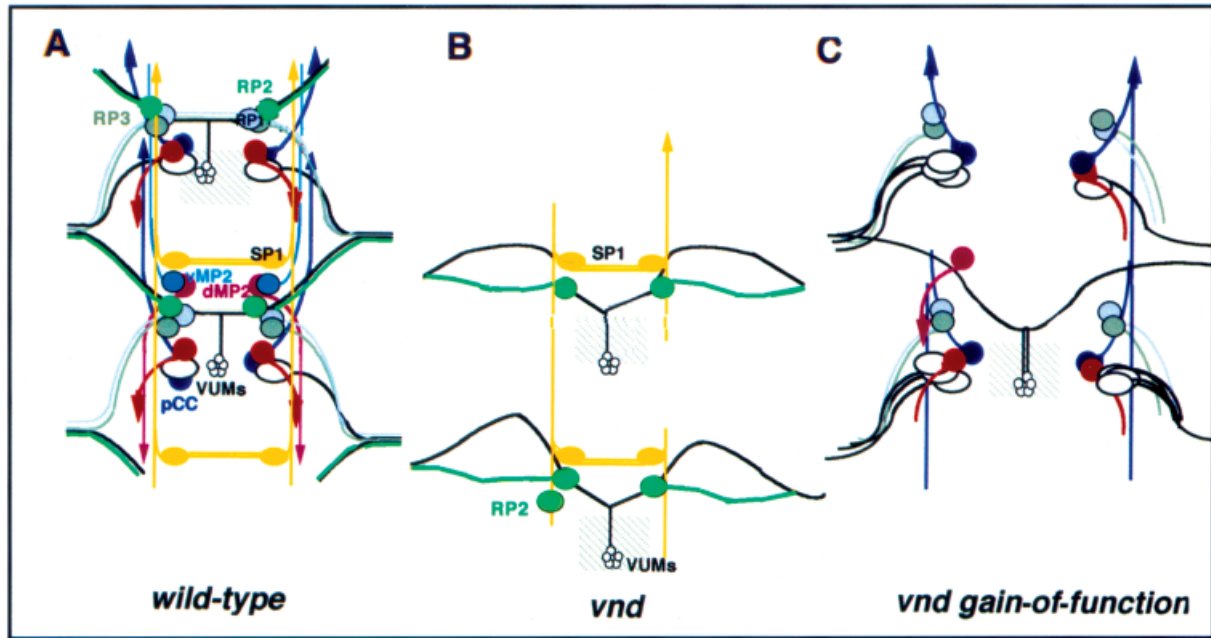 A
B
C
RP2
RP3
RP1
SP1
vMP2
dMP2
VUMs
pCC
SP1
RP2
VUMs
wild-type
vnd
vnd gain-of-function